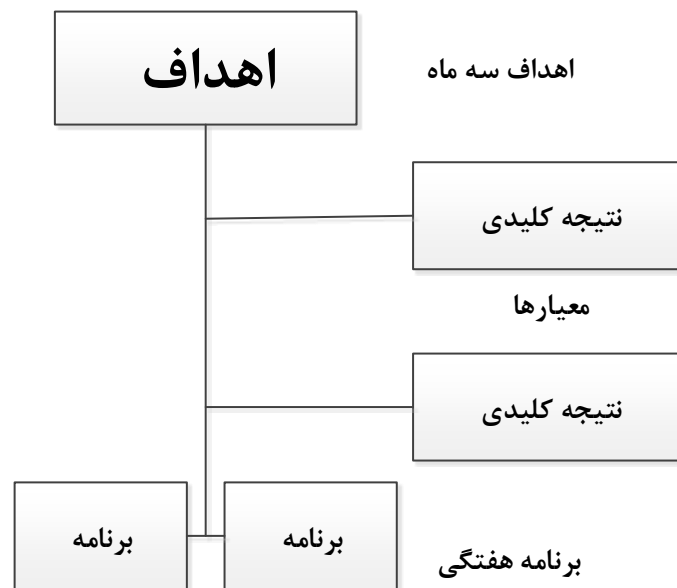 اهداف
اهداف سه ماه
نتیجه کلیدی
معیارها
نتیجه کلیدی
برنامه
برنامه
برنامه هفتگی